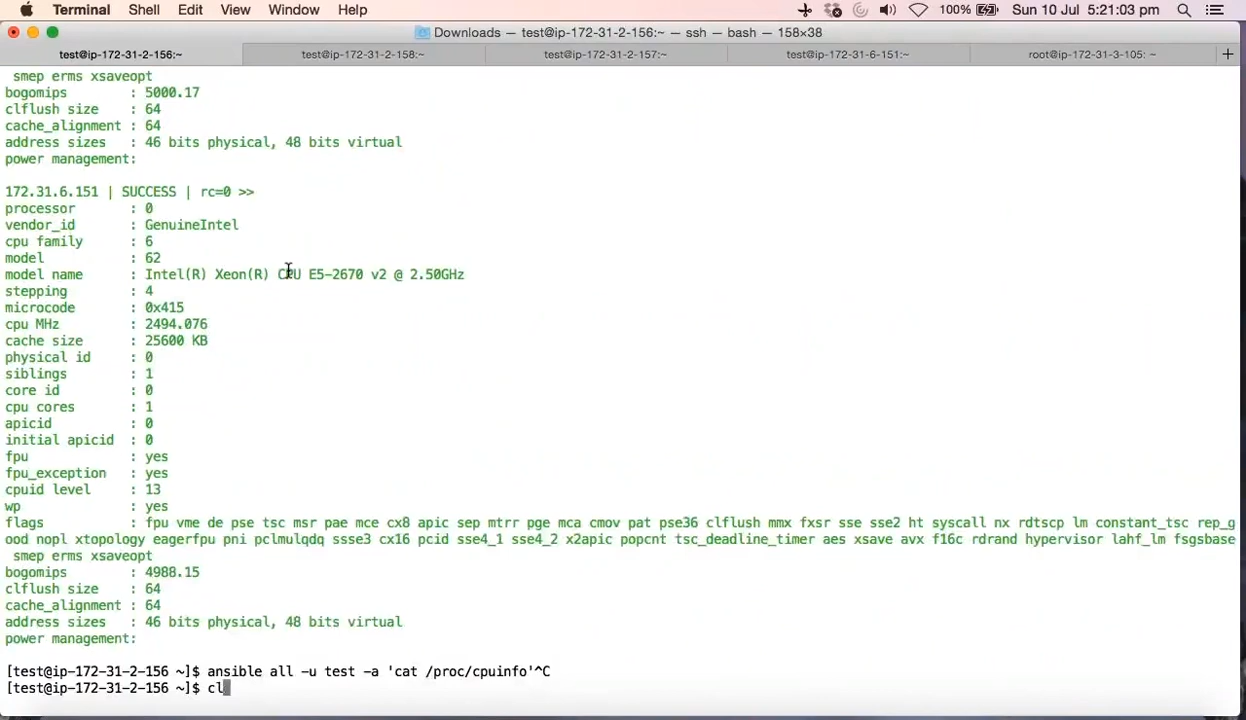 Terminal Shell Edit View Window Help 100% Sun 10 Jul 5:21:03 pm
Downloads — test@ip-172-31-2-156:~ — ssh — bash — 158×38
test@ip-172-31-2-156:~ test@ip-172-31-2-158:~ test@ip-172-31-2-157:~ test@ip-172-31-6-151:~ root@ip-172-31-3-105: ~ +
smep erms xsaveopt
bogomips : 5000.17
clflush size : 64
cache_alignment : 64
address sizes : 46 bits physical, 48 bits virtual
power management:
172.31.6.151 | SUCCESS | rc=0 >>
processor : 0
vendor_id : GenuineIntel
cpu family : 6
model : 62
model name : Intel(R) Xeon(R) CPU E5-2670 v2 @ 2.50GHz
stepping : 4
microcode : 0x415
cpu MHz : 2494.076
cache size : 25600 KB
physical id : 0
siblings : 1
core id : 0
cpu cores : 1
apicid : 0
initial apicid : 0
fpu : yes
fpu_exception : yes
cpuid level : 13
wp : yes
flags : fpu vme de pse tsc msr pae mce cx8 apic sep mtrr pge mca cmov pat pse36 clflush mmx fxsr sse sse2 ht syscall nx rdtscp lm constant_tsc rep_g
ood nopl xtopology eagerfpu pni pclmulqdq ssse3 cx16 pcid sse4_1 sse4_2 x2apic popcnt tsc_deadline_timer aes xsave avx f16c rdrand hypervisor lahf_lm fsgsbase
smep erms xsaveopt
bogomips : 4988.15
clflush size : 64
cache_alignment : 64
address sizes : 46 bits physical, 48 bits virtual
power management:
[test@ip-172-31-2-156 ~]$ ansible all -u test -a 'cat /proc/cpuinfo'^C
[test@ip-172-31-2-156 ~]$ cl